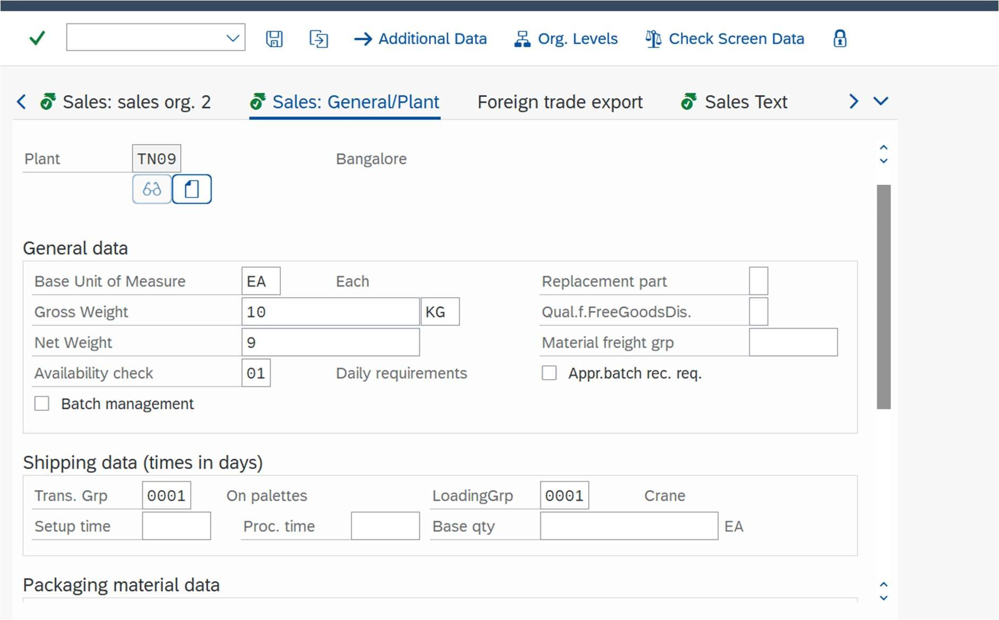 Additional Data Org. Levels Check Screen Data
Sales: sales org. 2 Sales: General/Plant Foreign trade export Sales Text
Plant TN09 Bangalore
General data
Base Unit of Measure EA Each Replacement part
Gross Weight 10 KG Qual.f.FreeGoodsDis.
Net Weight 9 Material freight grp
Availability check 01 Daily requirements Appr.batch rec. req.
Batch management
Shipping data (times in days)
Trans. Grp 0001 On palettes LoadingGrp 0001 Crane
Setup time Proc. time Base qty EA
Packaging material data